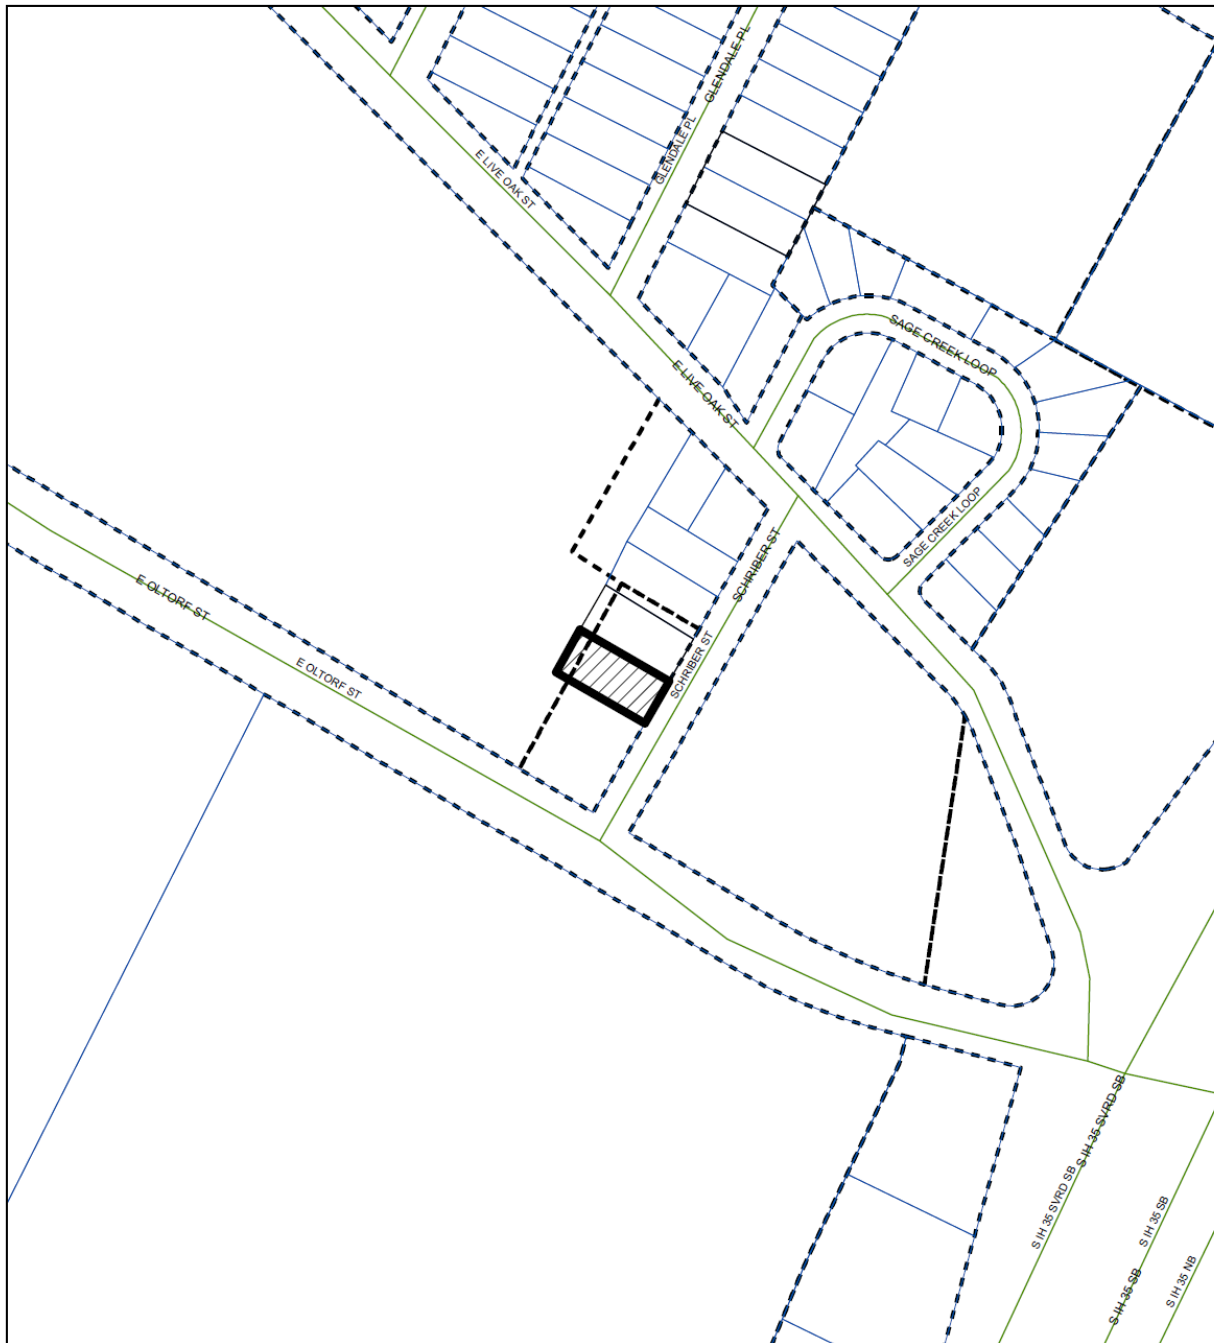 GLENDALE PL
GLENDALE PL
E LIVE OAK ST
SAGE CREEK LOOP
E LIVE OAK ST
SAGE CREEK LOOP
SCHRIBER ST
E OLTORF ST
SCHRIBER ST
E OLTORF ST
S IH 35 SVRD SB
S IH 35 SVRD SB
S IH 35 SB
S IH 35 NB
S IH 35 SB